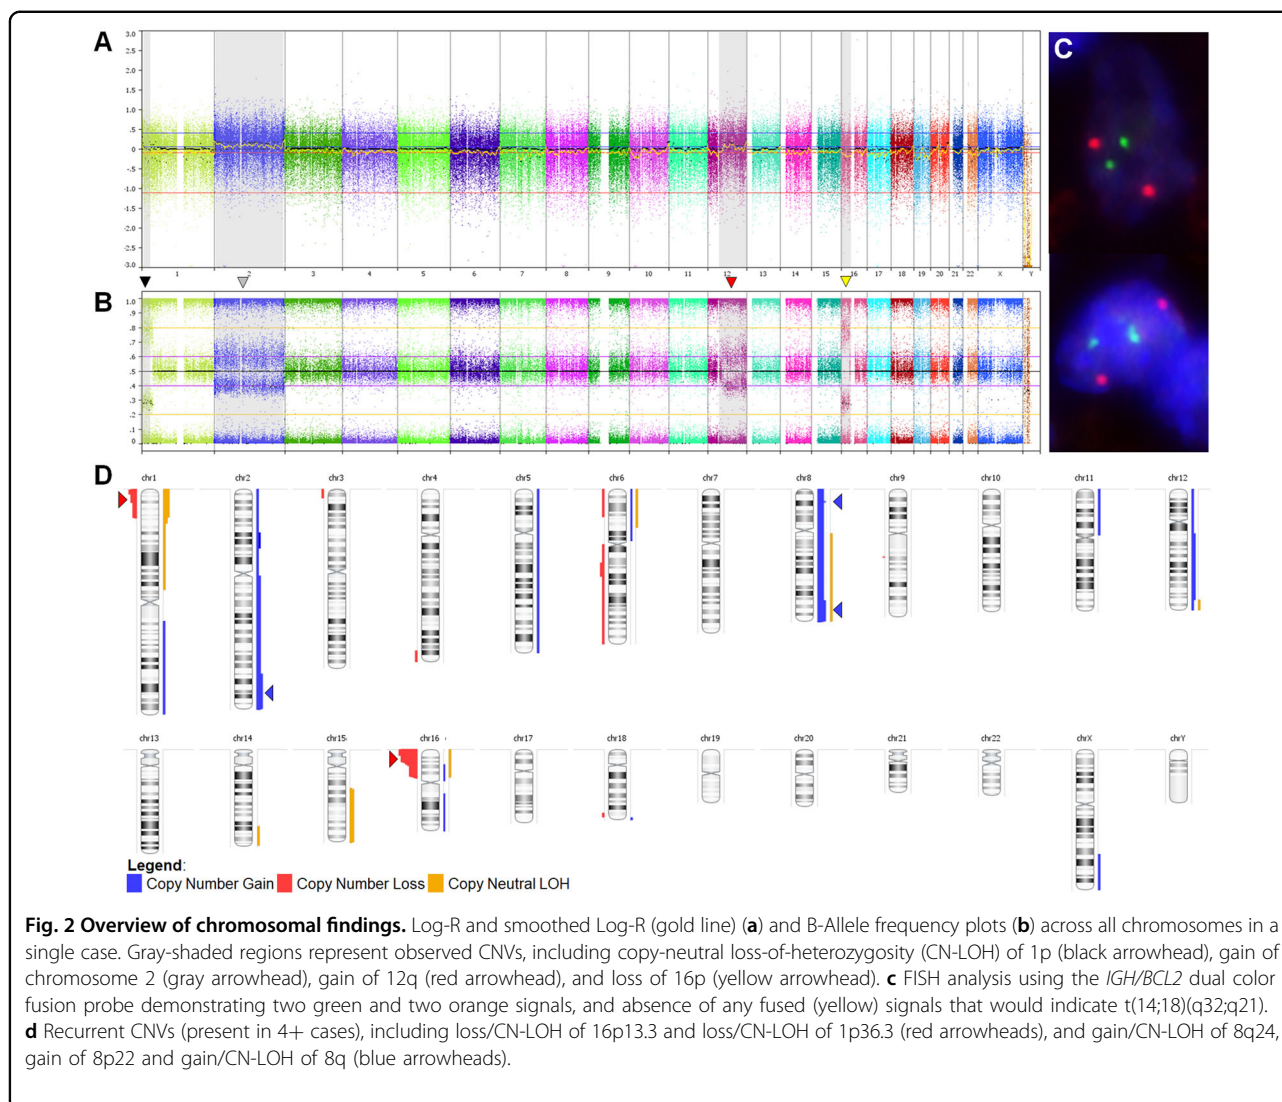 A
C
3.0
2.5
2.0
1.5
1.0
.5
0
-.5
-1.0
-1.5
-2.0
-2.5
-3.0
1 2 3 4 5 6 7 8 9 10 11 12 13 14 15 16 17 18 19 20 21 22 X Y
B
1.0
.9
.8
.7
.6
.5
.4
.3
.2
.1
0
D
chr1 chr2 chr3 chr4 chr5 chr6 chr7 chr8 chr9 chr10 chr11 chr12
chr13 chr14 chr15 chr16 chr17 chr18 chr19 chr20 chr21 chr22 chrX chrY
Legend:
Copy Number Gain Copy Number Loss Copy Neutral LOH
Fig. 2 Overview of chromosomal findings. Log-R and smoothed Log-R (gold line) (a) and B-Allele frequency plots (b) across all chromosomes in a
single case. Gray-shaded regions represent observed CNVs, including copy-neutral loss-of-heterozygosity (CN-LOH) of 1p (black arrowhead), gain of
chromosome 2 (gray arrowhead), gain of 12q (red arrowhead), and loss of 16p (yellow arrowhead). c FISH analysis using the IGH/BCL2 dual color
fusion probe demonstrating two green and two orange signals, and absence of any fused (yellow) signals that would indicate t(14;18)(q32;q21).
d Recurrent CNVs (present in 4+ cases), including loss/CN-LOH of 16p13.3 and loss/CN-LOH of 1p36.3 (red arrowheads), and gain/CN-LOH of 8q24,
gain of 8p22 and gain/CN-LOH of 8q (blue arrowheads).